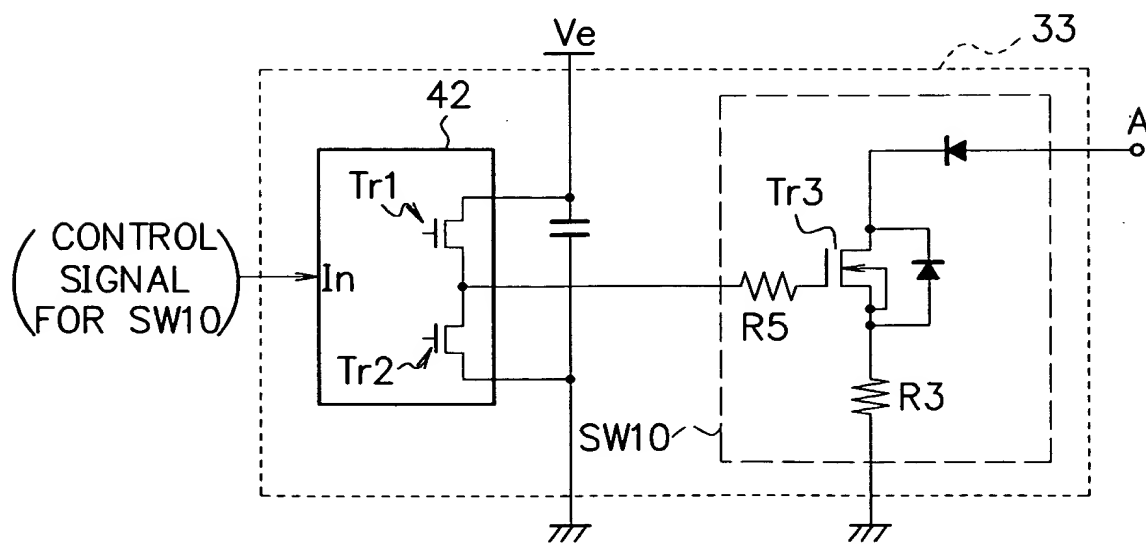 Ve
33
42
A
Tr1
Tr3
( CONTROL
SIGNAL
FOR SW10 )
In
R5
Tr2
R3
SW10